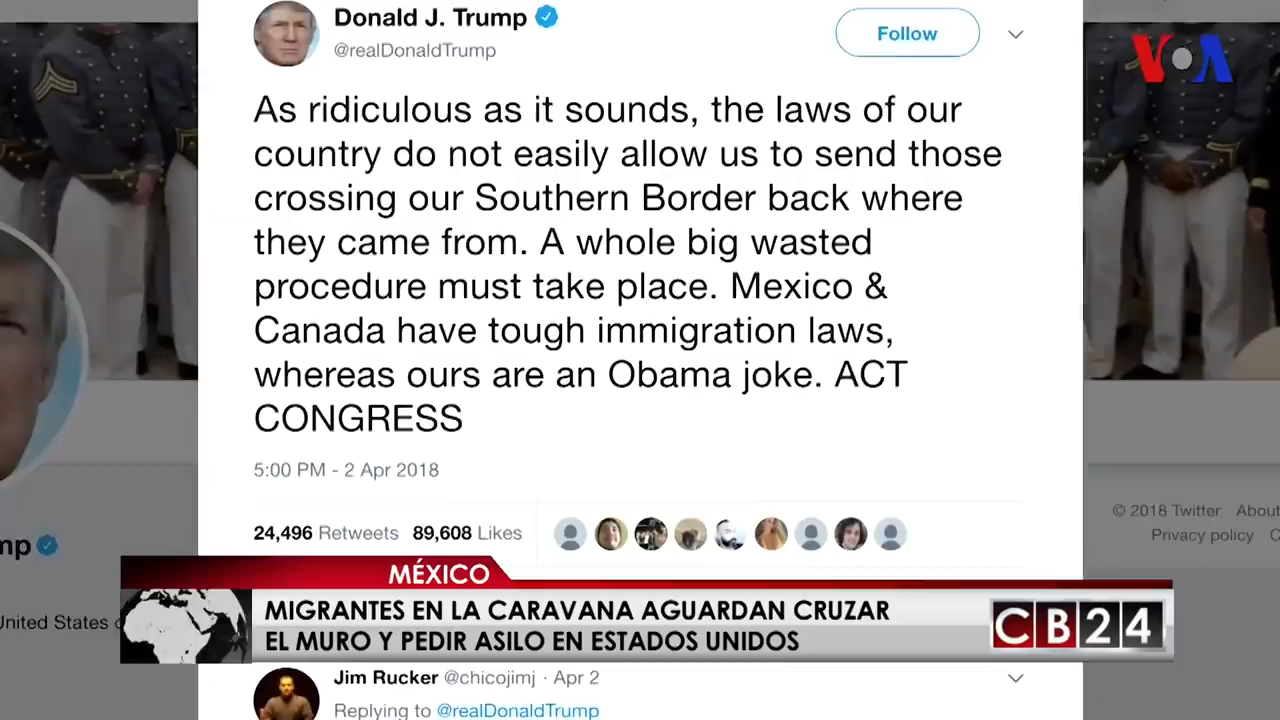 Donald J. Trump
@realDonaldTrump
Follow
VOA
As ridiculous as it sounds, the laws of our
country do not easily allow us to send those
crossing our Southern Border back where
they came from. A whole big wasted
procedure must take place. Mexico &
Canada have tough immigration laws,
whereas ours are an Obama joke. ACT
CONGRESS
5:00 PM - 2 Apr 2018
24,496 Retweets 89,608 Likes
© 2018 Twitter About
Privacy policy
mp
United States
MÉXICO
MIGRANTES EN LA CARAVANA AGUARDAN CRUZAR
EL MURO Y PEDIR ASILO EN ESTADOS UNIDOS
CB24
Jim Rucker @chicojimj · Apr 2
Replying to @realDonaldTrump